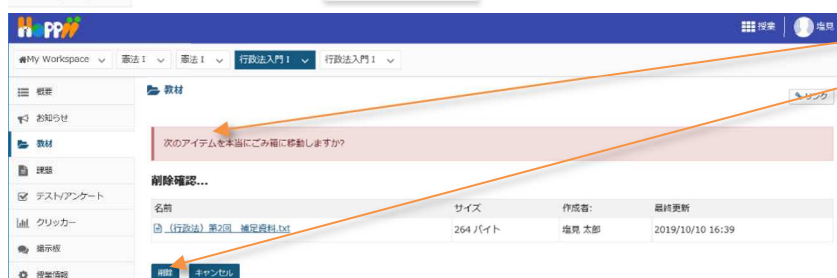 Hoppii
授業 塩見
My Workspace 憲法 I 憲法 I 行政法入門 I 行政法入門 I
概要
教材
リンク
お知らせ
教材
次のアイテムを本当にごみ箱に移動しますか?
課題
削除確認...
テスト/アンケート
名前 サイズ 作成者: 最終更新
クリッカー
(行政法)第2回 補足資料.txt 264 バイト 塩見 太郎 2019/10/10 16:39
掲示板
授業情報
削除 キャンセル